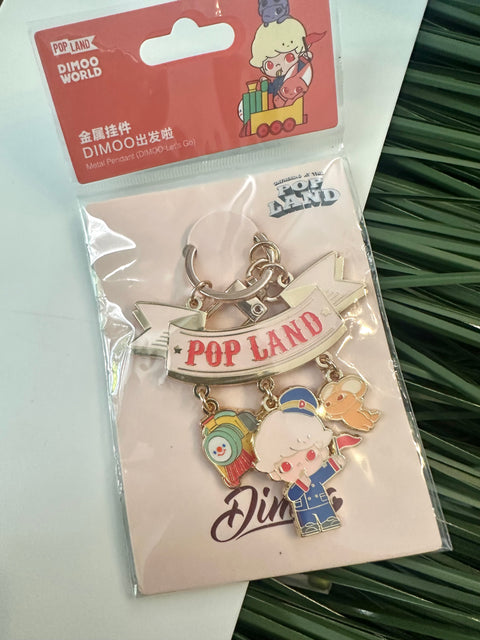 POP LAND
DIMOO
WORLD
金属挂件
DIMOO出发啦
Metal Pendant (DIMOO-Let's Go)
POP
LAND
POP LAND
Dimoo